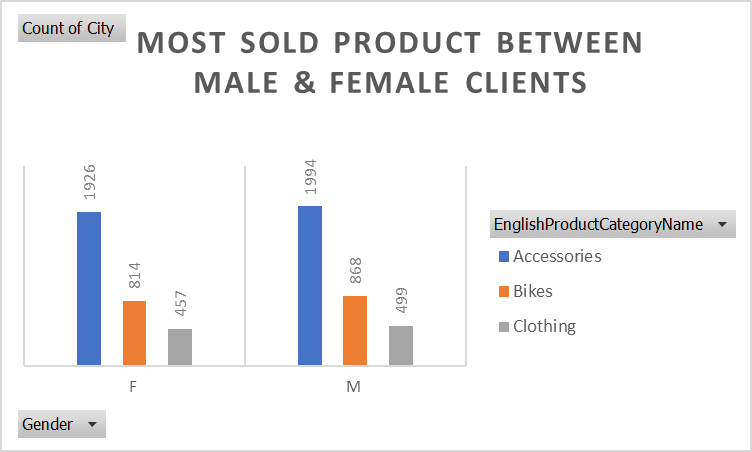 Count of City
MOST SOLD PRODUCT BETWEEN
MALE & FEMALE CLIENTS
1926
814
457
1994
868
499
F
M
EnglishProductCategoryName
Accessories
Bikes
Clothing
Gender